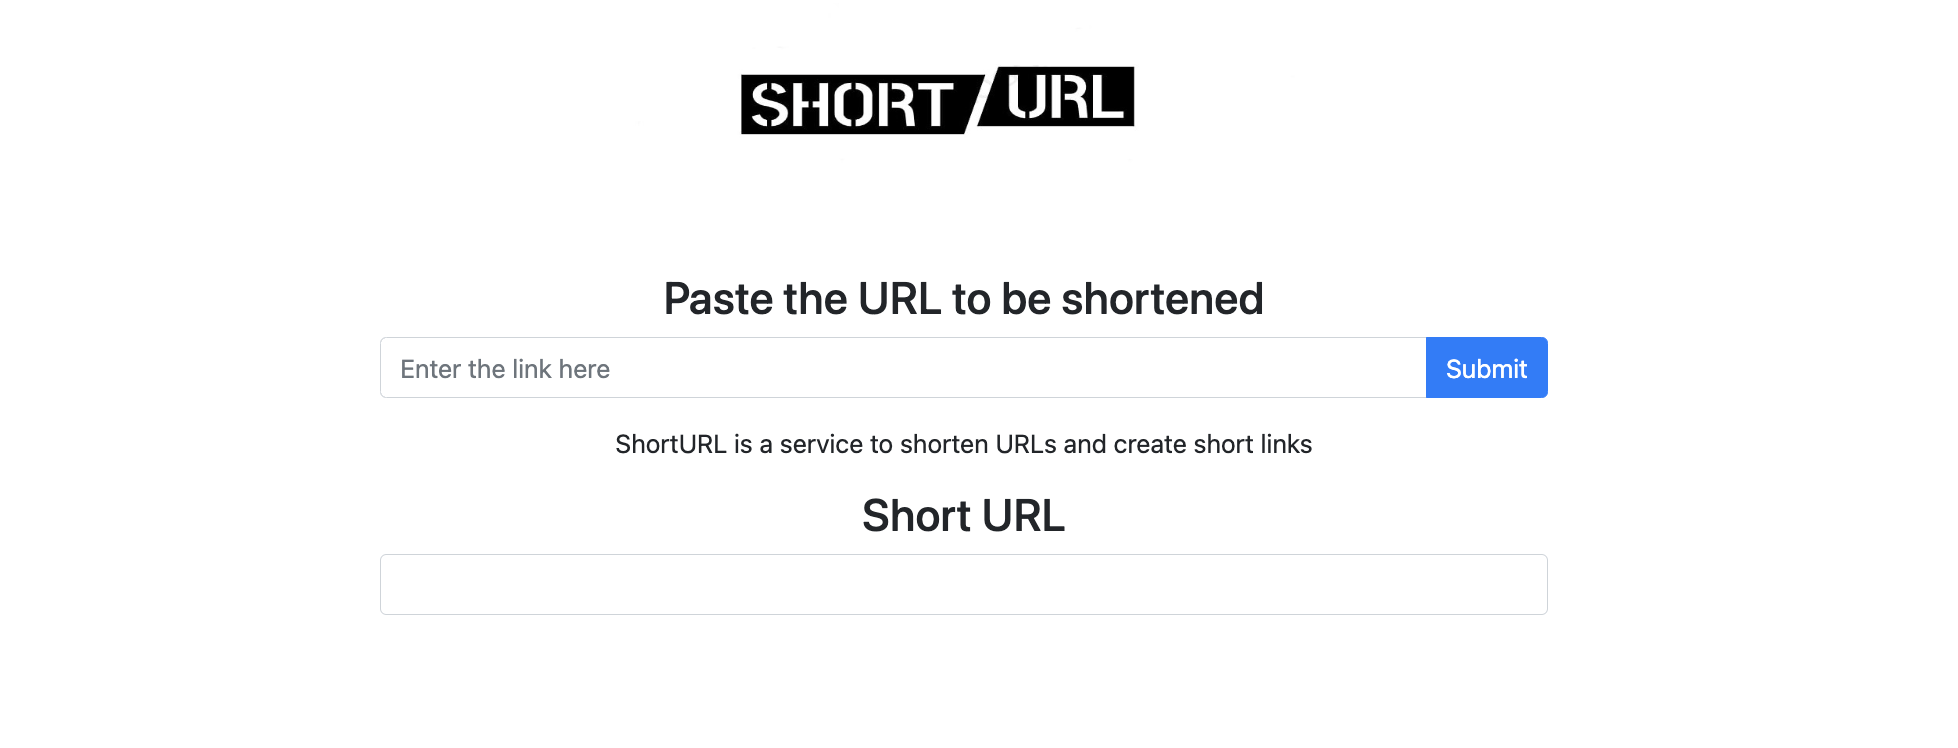 SHORT/URL
Paste the URL to be shortened
Enter the link here
Submit
ShortURL is a service to shorten URLs and create short links
Short URL